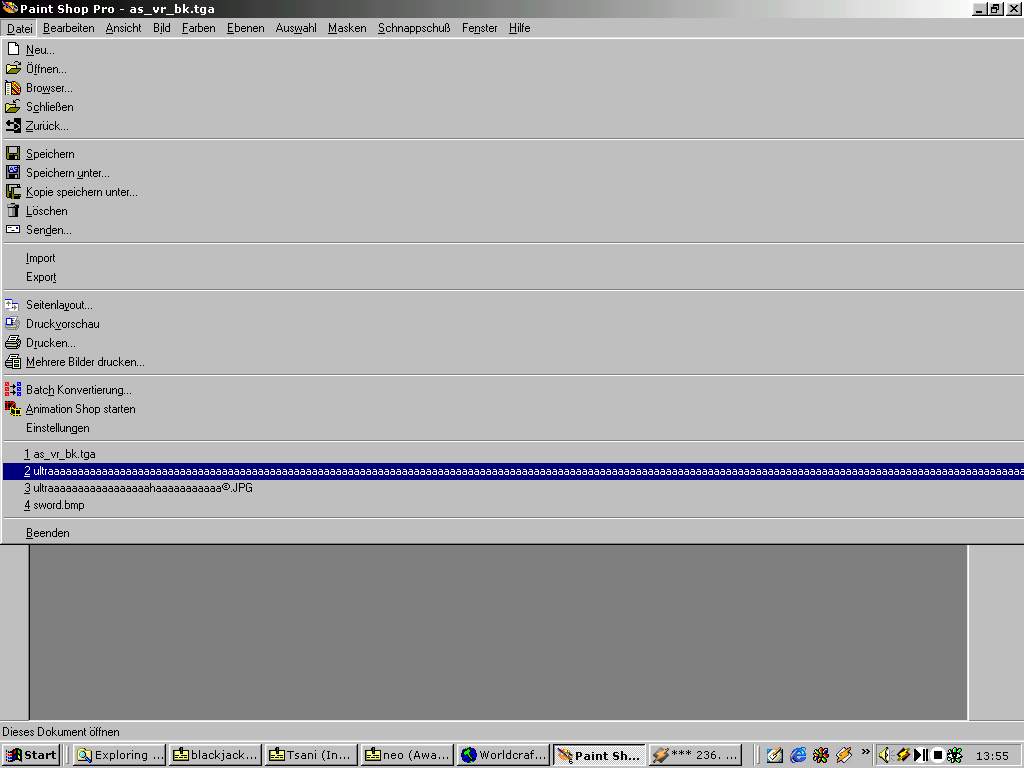 Paint Shop Pro - as_vr_bk.tga
Datei Bearbeiten Ansicht Bild Farben Ebenen Auswahl Masken Schnappschuß Fenster Hilfe
Neu...
Öffnen...
Browser...
Schließen
Zurück...
Speichern
Speichern unter...
Kopie speichern unter...
Löschen
Senden...
Import
Export
Seitenlayout...
Druckvorschau
Drucken...
Mehrere Bilder drucken...
Batch Konvertierung...
Animation Shop starten
Einstellungen
1 as_vr_bk.tga
3 ultraaaaaaaaaaaaaaaaahaaaaaaaaaaa©.JPG
4 sword.bmp
Beenden
Dieses Dokument öffnen
Start Exploring ... blackjack... Tsani (In... neo (Awa... Worldcraf... Paint Sh... *** 236. ... » 13:55